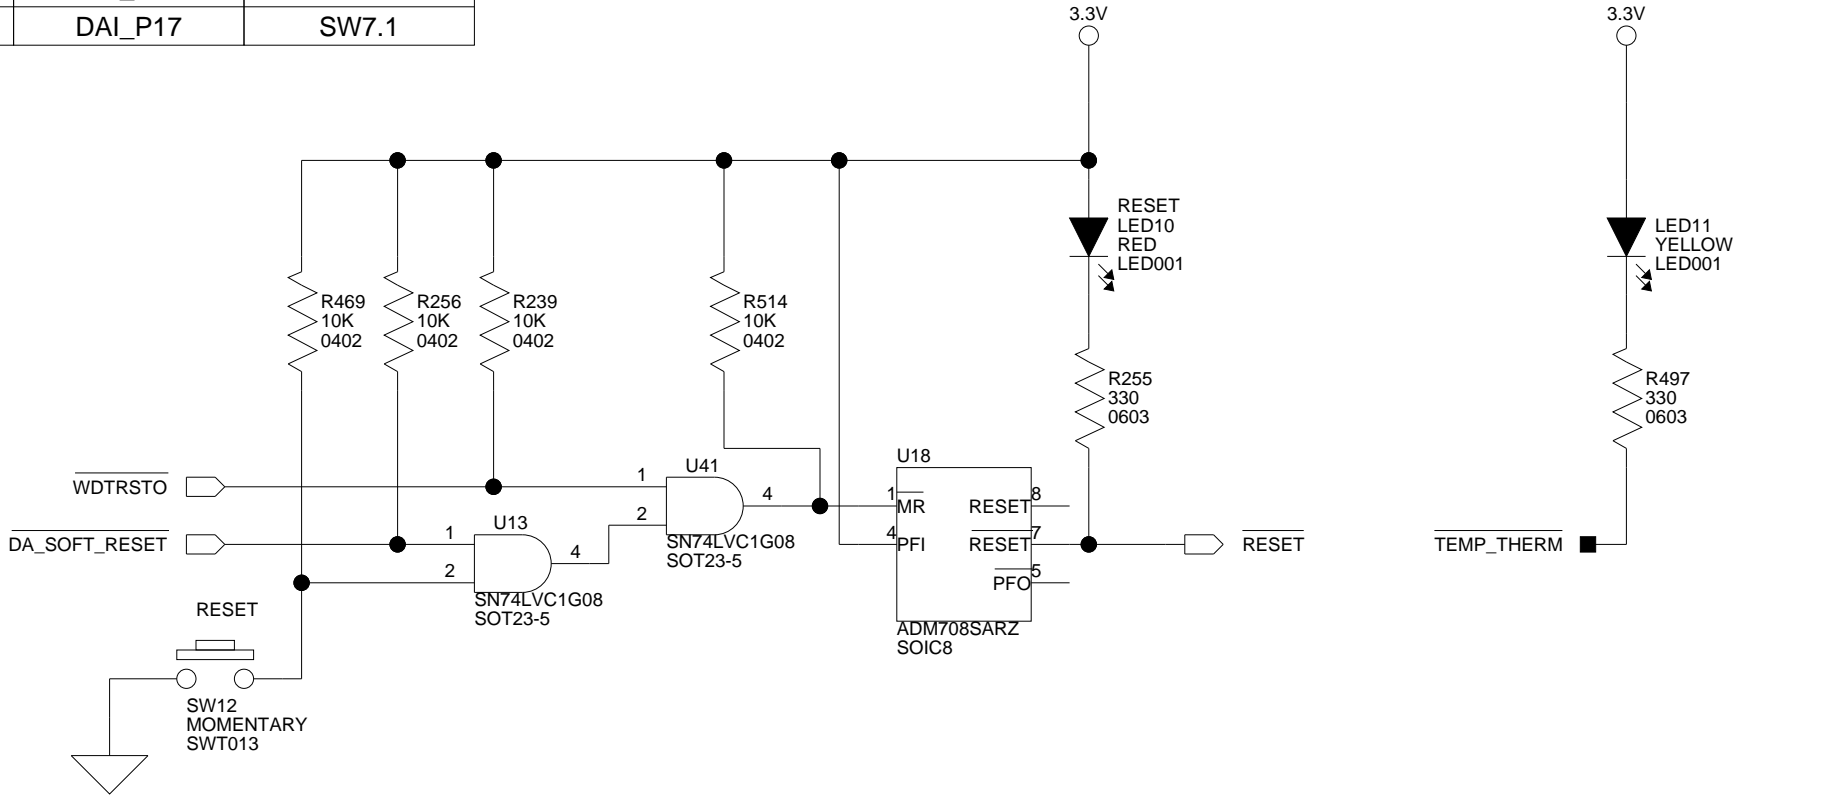 DAI_P17 SW7.1
3.3V
3.3V
RESET
LED10
RED
LED001
LED11
YELLOW
LED001
R469
10K
0402
R256
10K
0402
R239
10K
0402
R514
10K
0402
R255
330
0603
R497
330
0603
WDTRSTO
DA_SOFT_RESET
1
2
U13
4
SN74LVC1G08
SOT23-5
1
2
U41
4
SN74LVC1G08
SOT23-5
U18
1 MR
4 PFI
RESET 8
RESET 7
PFO 5
ADM708SARZ
SOIC8
RESET
TEMP_THERM
RESET
SW12
MOMENTARY
SWT013